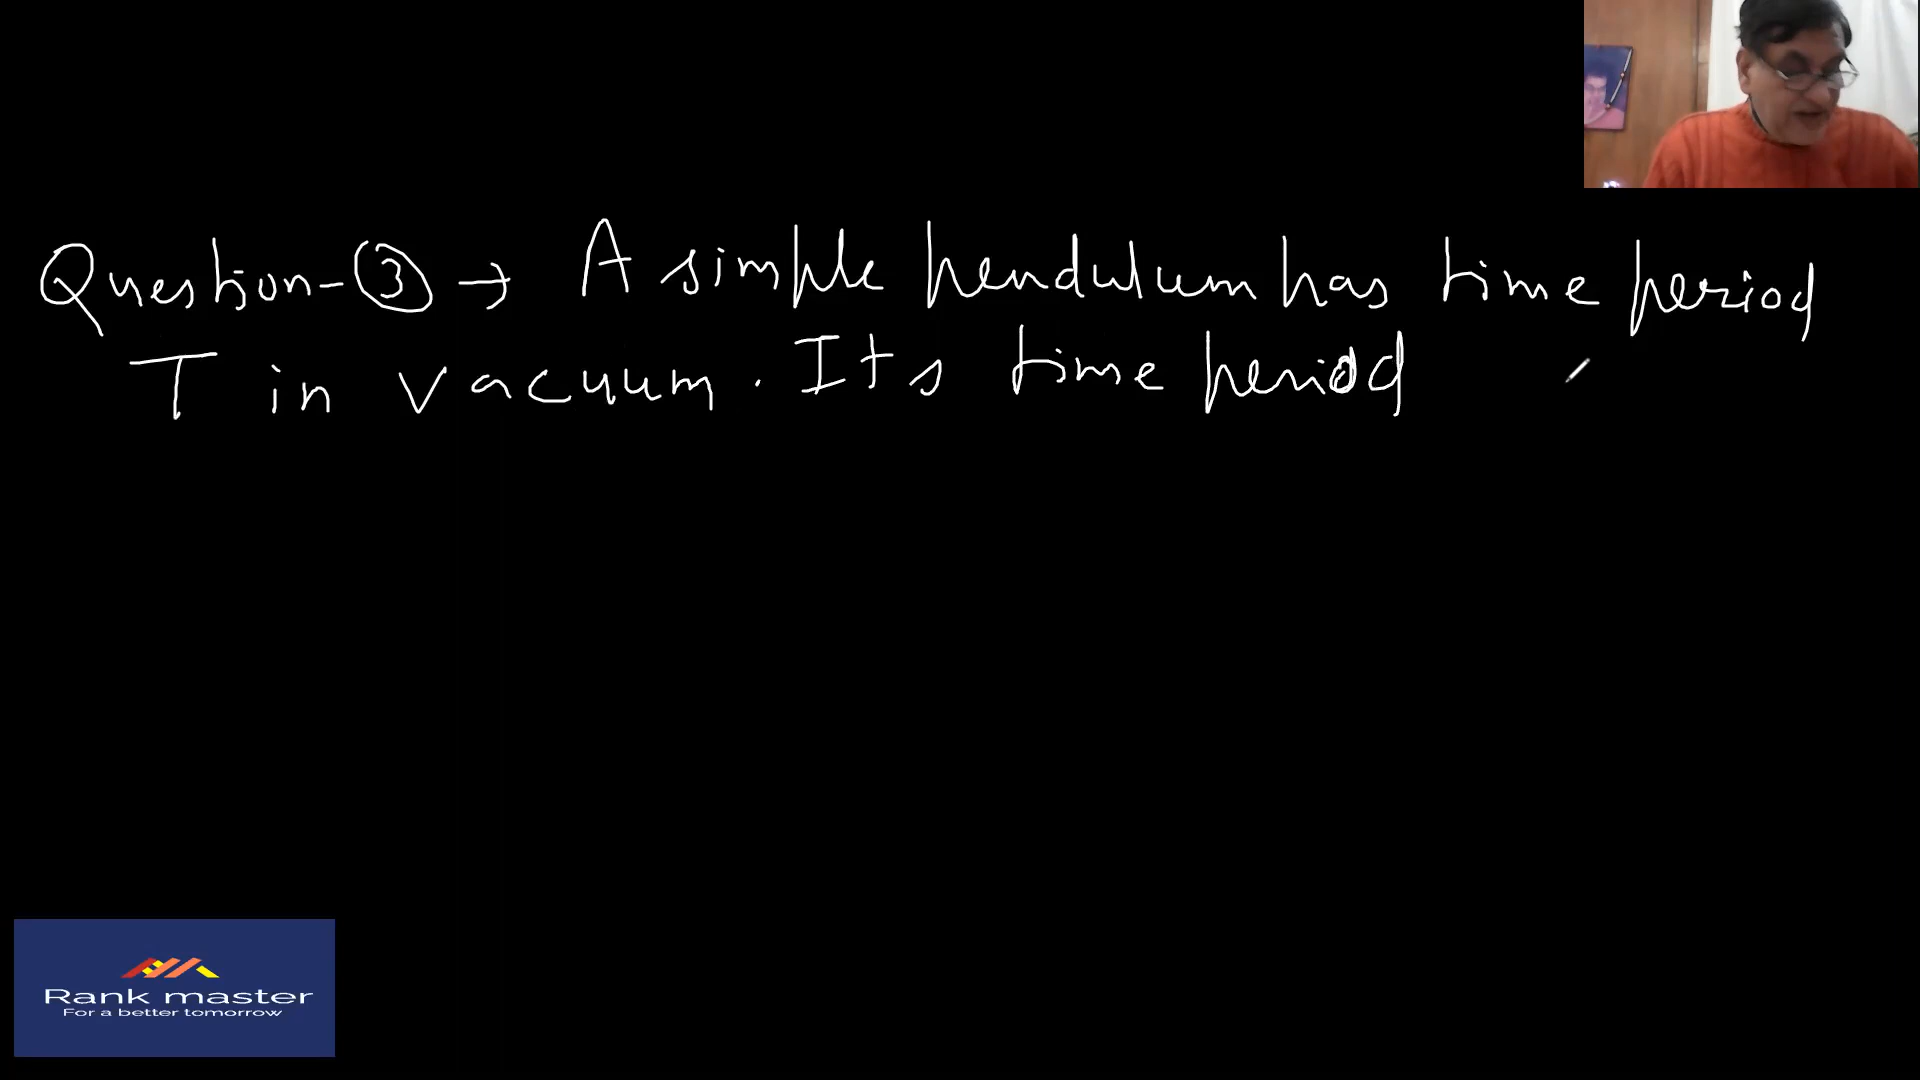 Question-③ → A simple pendulum has time period
T in vacuum. Its time period
Rank master
For a better tomorrow